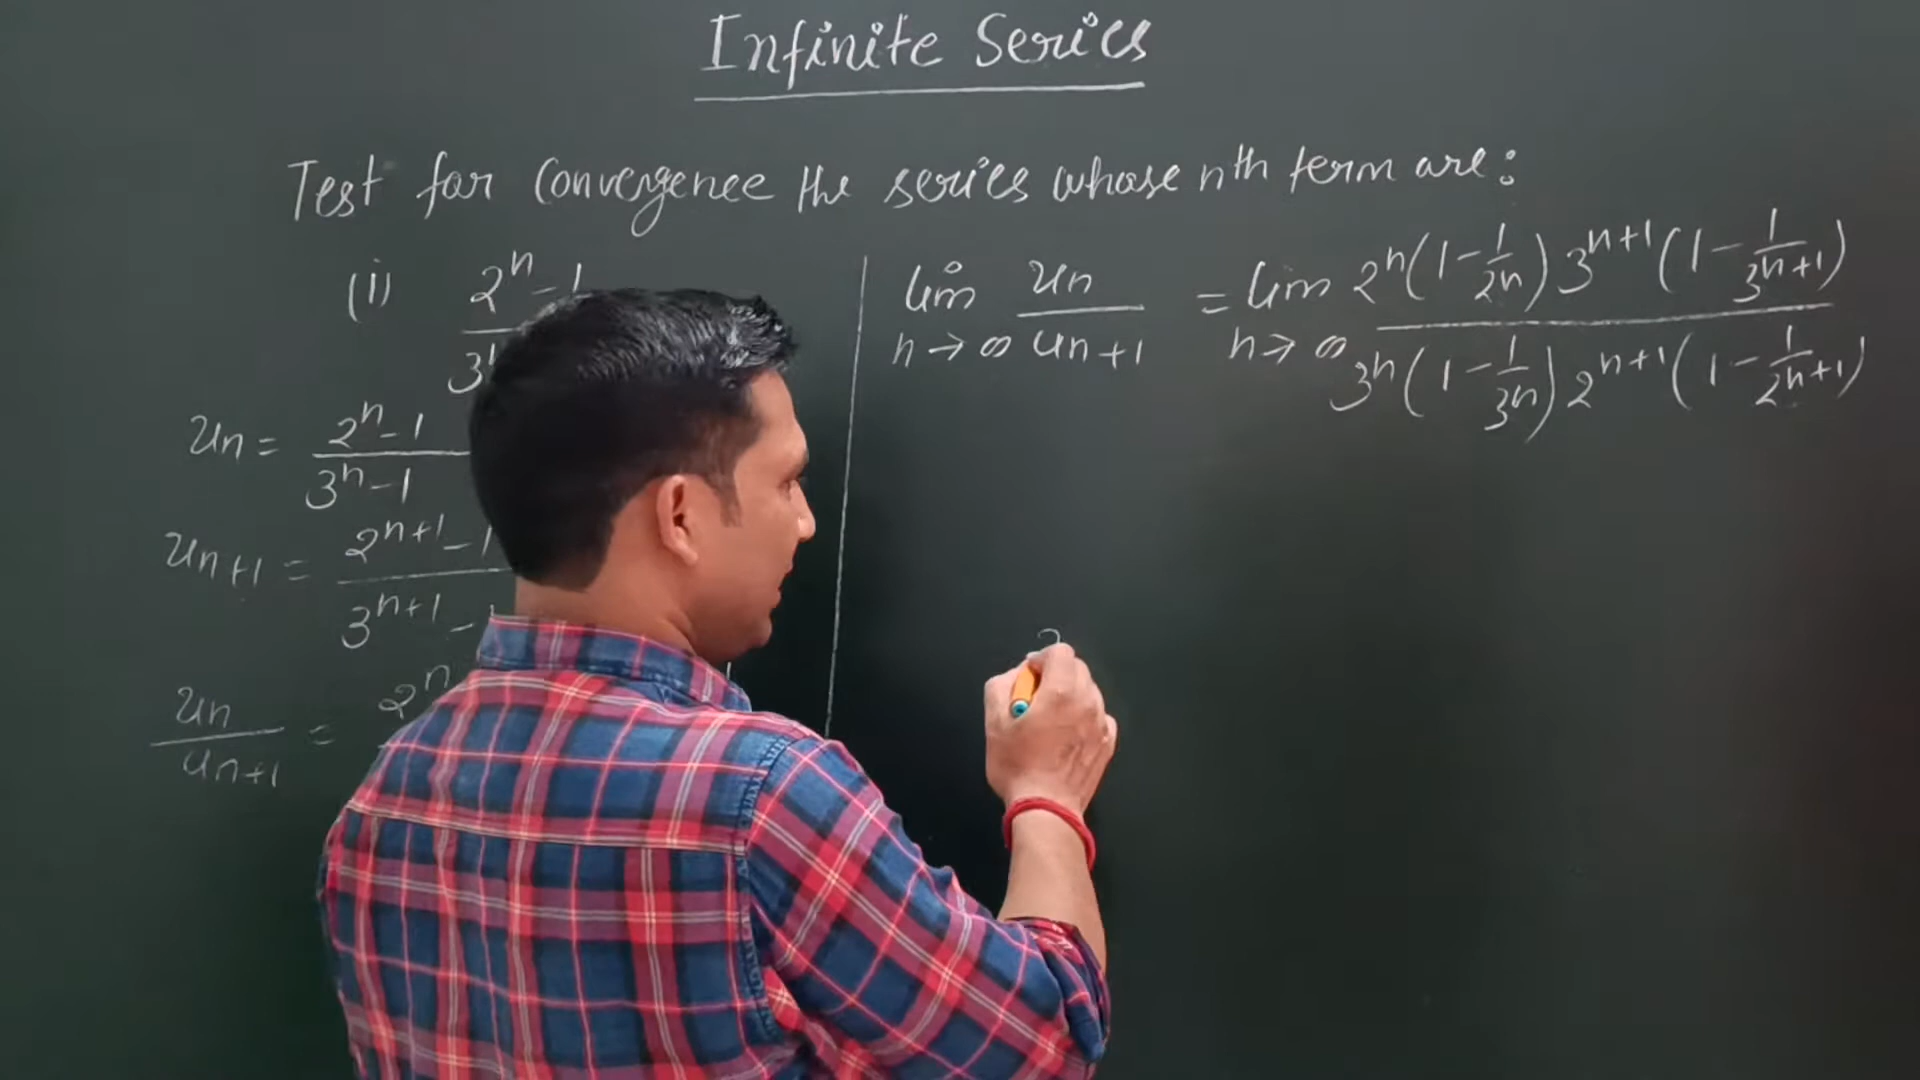 Infinite Series
Test for Convergence the series whose nth term are:
(i) 2^n - 1 / 3
un = 2^n - 1 / 3^n - 1
un+1 = 2^n+1 - 1 / 3^n+1 -
un / un+1 = 2^n
lim n→∞ un / un+1 = lim n→∞ 2^n (1 - 1/2^n) 3^n+1 (1 - 1/3^n+1) / 3^n (1 - 1/3^n) 2^n+1 (1 - 1/2^n+1)